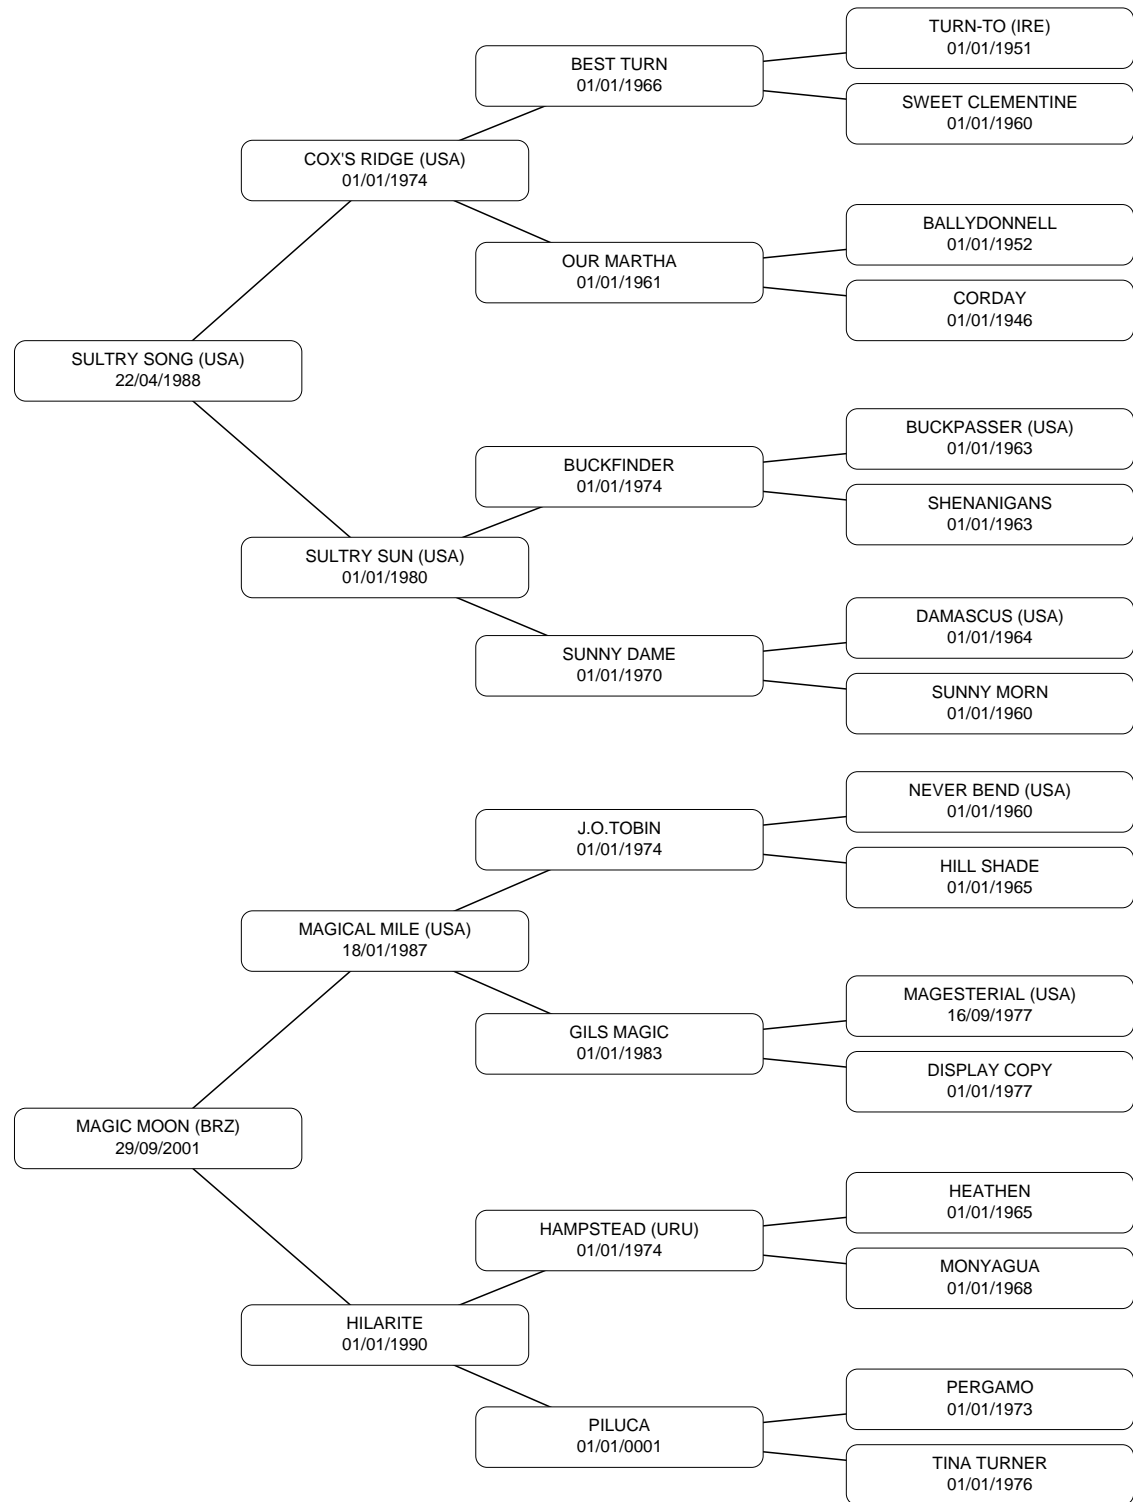 TURN-TO (IRE)
01/01/1951
BEST TURN
01/01/1966
SWEET CLEMENTINE
01/01/1960
COX'S RIDGE (USA)
01/01/1974
BALLYDONNELL
01/01/1952
OUR MARTHA
01/01/1961
CORDAY
01/01/1946
SULTRY SONG (USA)
22/04/1988
BUCKPASSER (USA)
01/01/1963
BUCKFINDER
01/01/1974
SHENANIGANS
01/01/1963
SULTRY SUN (USA)
01/01/1980
DAMASCUS (USA)
01/01/1964
SUNNY DAME
01/01/1970
SUNNY MORN
01/01/1960
NEVER BEND (USA)
01/01/1960
J.O.TOBIN
01/01/1974
HILL SHADE
01/01/1965
MAGICAL MILE (USA)
18/01/1987
MAGESTERIAL (USA)
16/09/1977
GILS MAGIC
01/01/1983
DISPLAY COPY
01/01/1977
MAGIC MOON (BRZ)
29/09/2001
HEATHEN
01/01/1965
HAMPSTEAD (URU)
01/01/1974
MONYAGUA
01/01/1968
HILARITE
01/01/1990
PERGAMO
01/01/1973
PILUCA
01/01/0001
TINA TURNER
01/01/1976